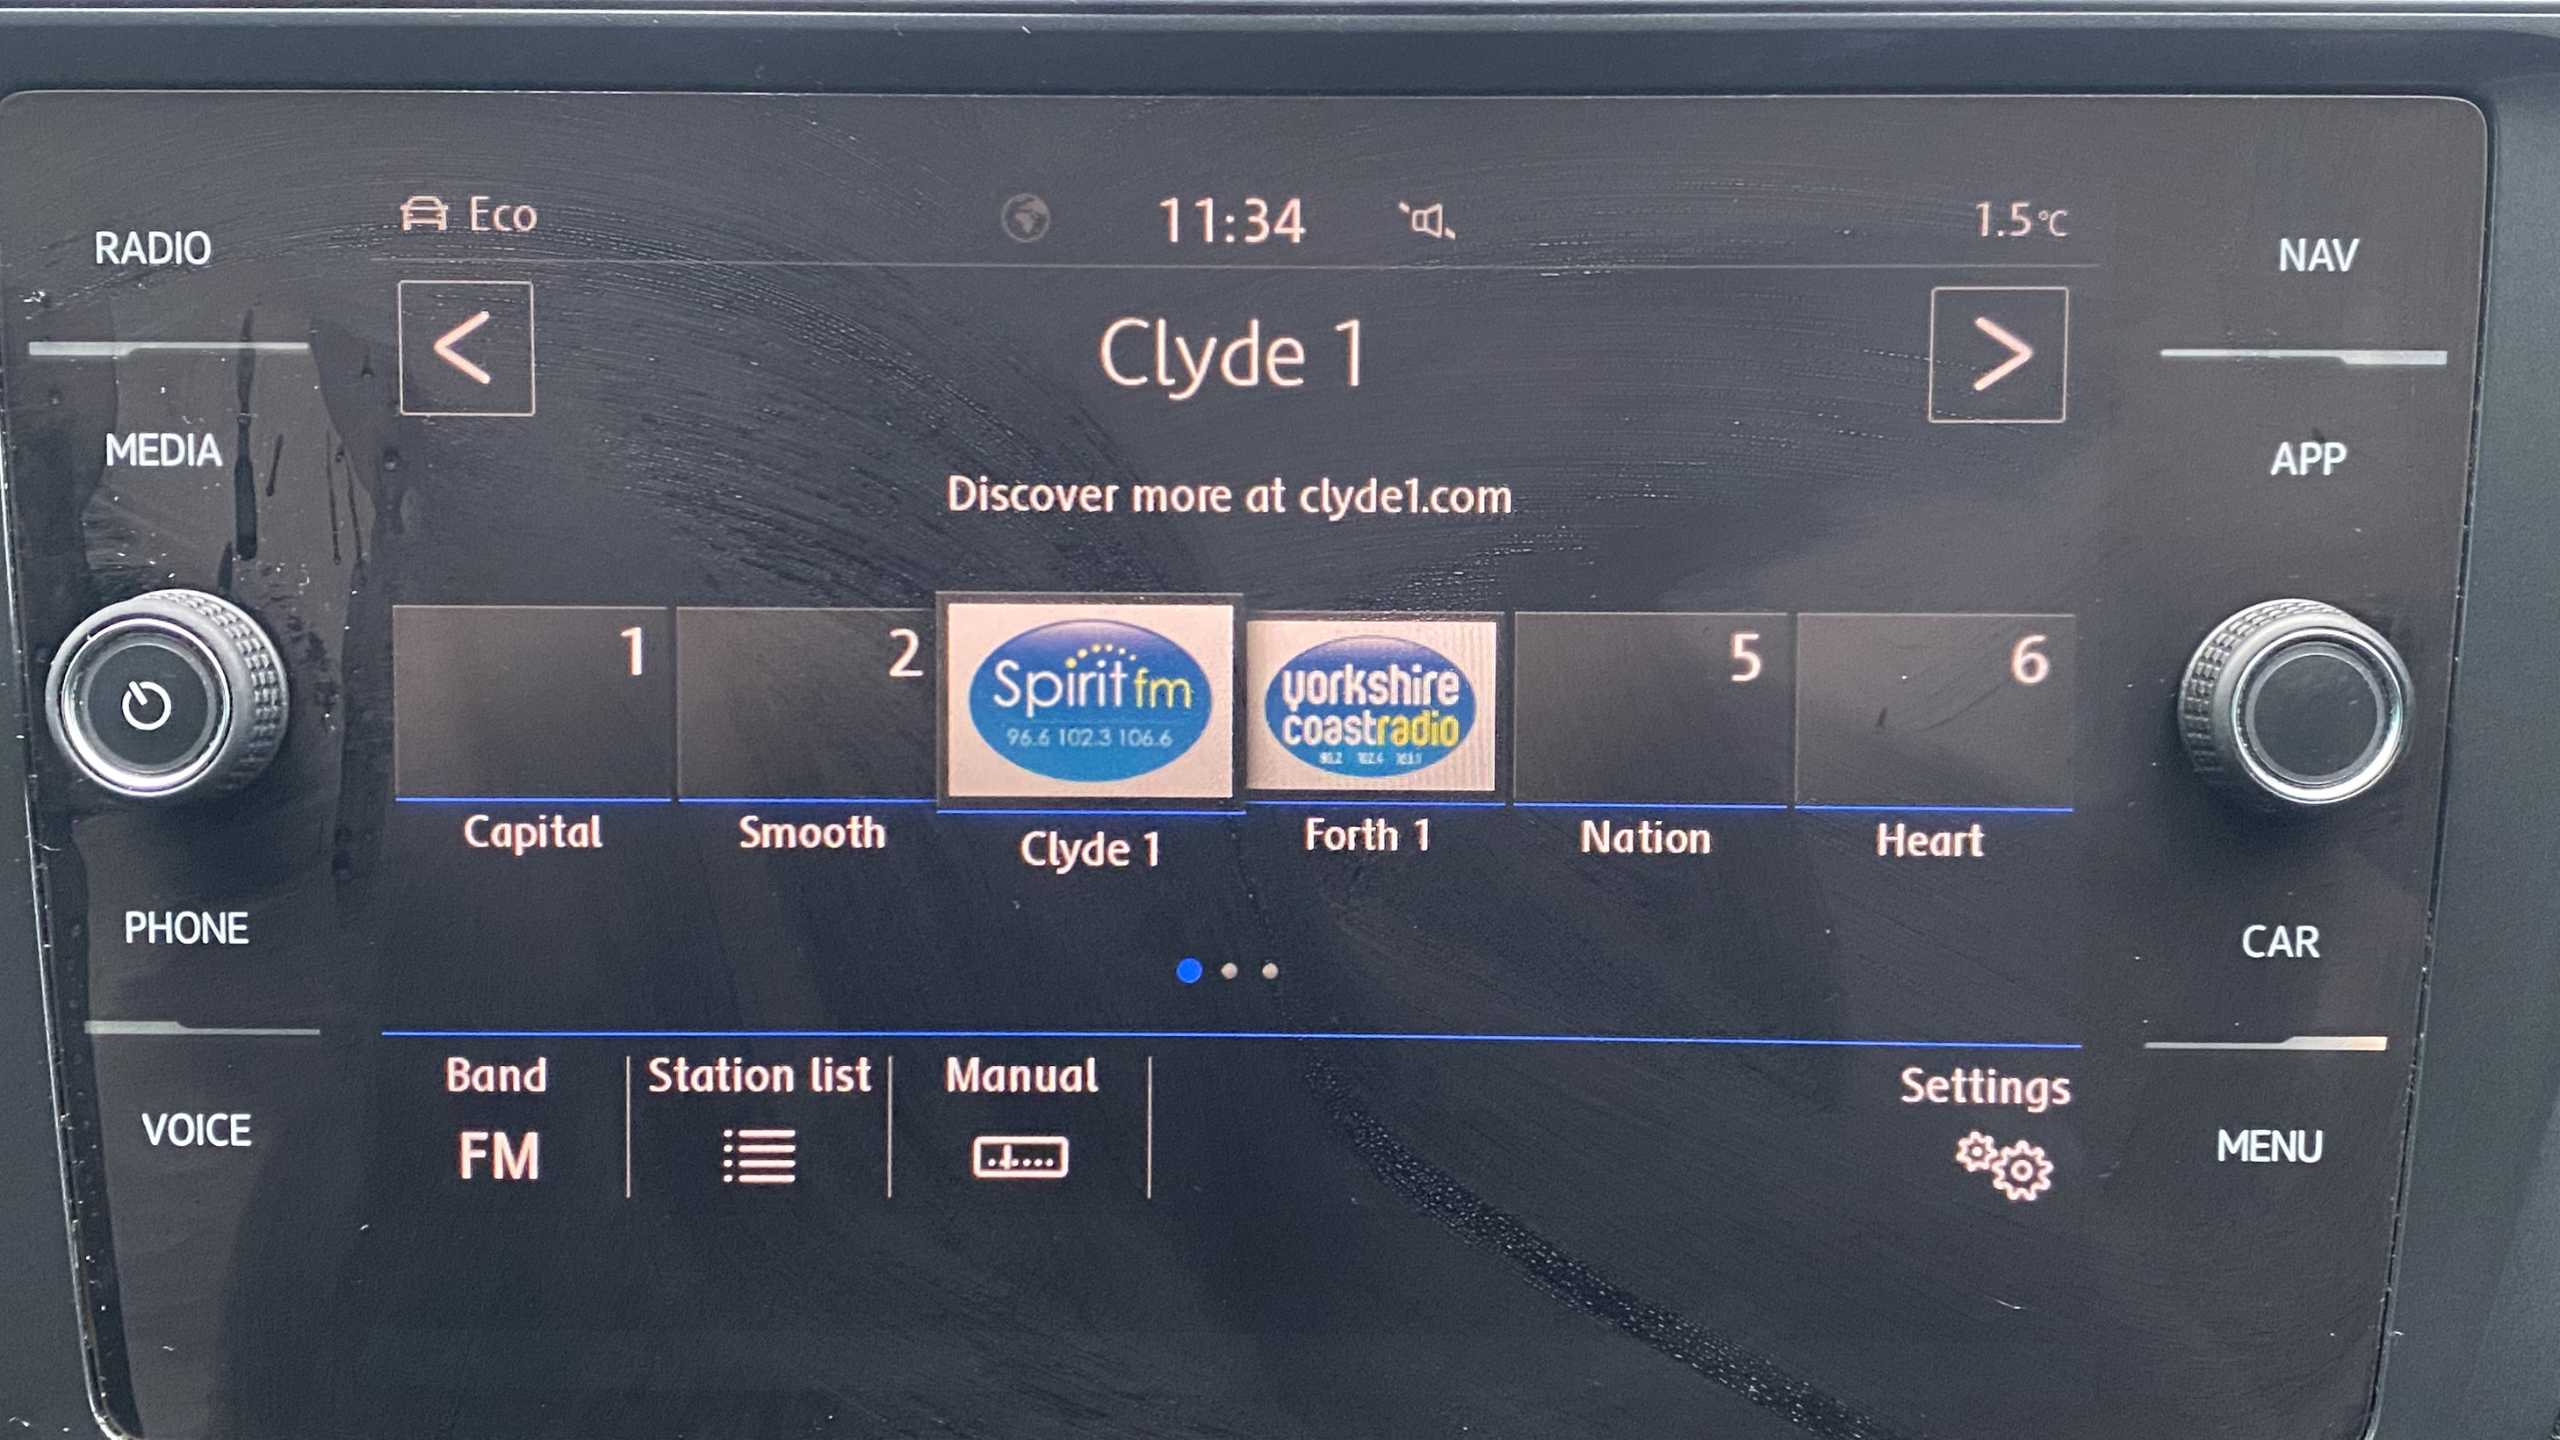 RADIO
MEDIA
PHONE
VOICE
Eco
11:34
1.5°C
<
Clyde 1
>
Discover more at clyde1.com
1
2
Spirit fm
96.6 102.3 106.6
yorkshire
coastradio
5
6
Capital
Smooth
Clyde 1
Forth 1
Nation
Heart
Band
FM
Station list
Manual
Settings
NAV
APP
CAR
MENU